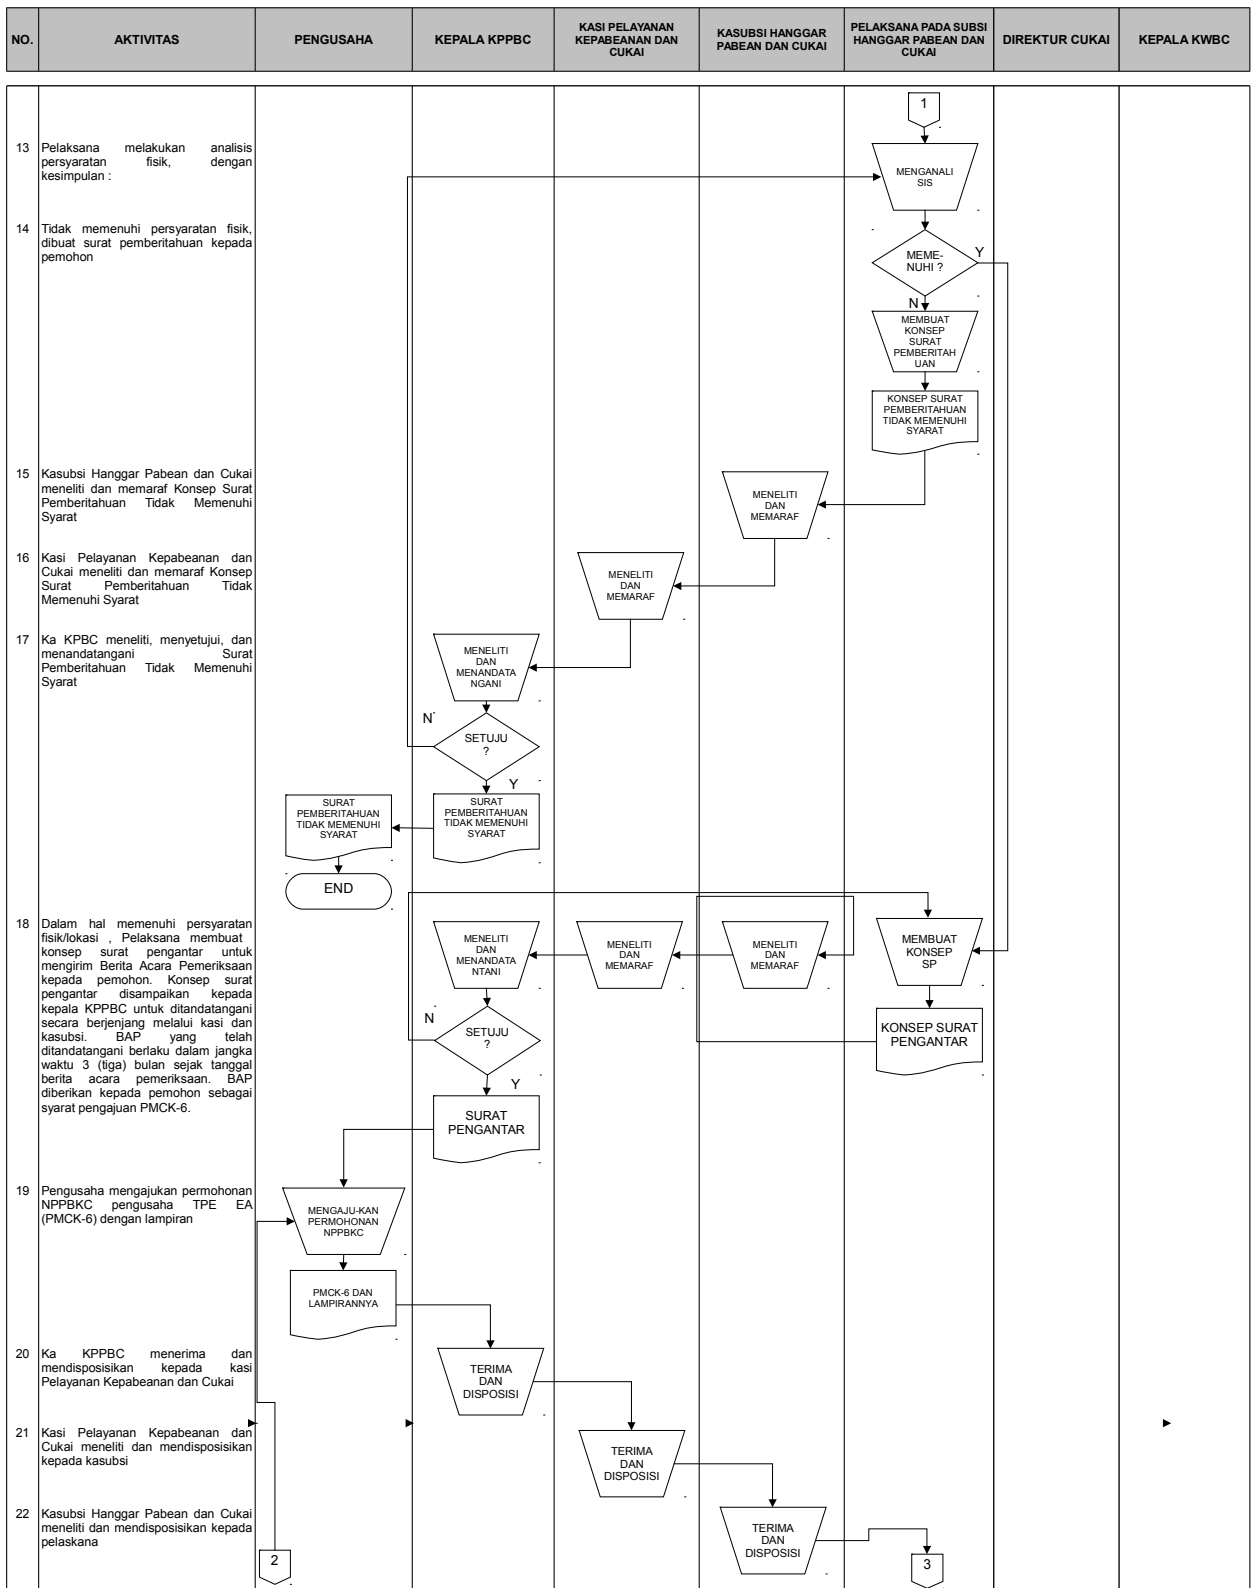 NO.
AKTIVITAS
PENGUSAHA
KEPALA KPPBC
KASI PELAYANAN
KEPABEANAN DAN
CUKAI
KASUBSI HANGGAR
PABEAN DAN CUKAI
PELAKSANA PADA SUBSI
HANGGAR PABEAN DAN
CUKAI
DIREKTUR CUKAI
KEPALA KWBC
1
13 Pelaksana melakukan analisis
persyaratan fisik, dengan
kesimpulan :
MENGANALI
SIS
14 Tidak memenuhi persyaratan fisik,
dibuat surat pemberitahuan kepada
pemohon
MEME-
NUHI ?
Y
N
MEMBUAT
KONSEP
SURAT
PEMBERITAH
UAN
KONSEP SURAT
PEMBERITAHUAN
TIDAK MEMENUHI
SYARAT
15 Kasubsi Hanggar Pabean dan Cukai
meneliti dan memaraf Konsep Surat
Pemberitahuan Tidak Memenuhi
Syarat
MENELITI
DAN
MEMARAF
16 Kasi Pelayanan Kepabeanan dan
Cukai meneliti dan memaraf Konsep
Surat Pemberitahuan Tidak
Memenuhi Syarat
MENELITI
DAN
MEMARAF
17 Ka KPBC meneliti, menyetujui, dan
menandatangani Surat
Pemberitahuan Tidak Memenuhi
Syarat
MENELITI
DAN
MENANDATA
NGANI
N
SETUJU
?
Y
SURAT
PEMBERITAHUAN
TIDAK MEMENUHI
SYARAT
SURAT
PEMBERITAHUAN
TIDAK MEMENUHI
SYARAT
END
18 Dalam hal memenuhi persyaratan
fisik/lokasi , Pelaksana membuat
konsep surat pengantar untuk
mengirim Berita Acara Pemeriksaan
kepada pemohon. Konsep surat
pengantar disampaikan kepada
kepala KPPBC untuk ditandatangani
secara berjenjang melalui kasi dan
kasubsi. BAP yang telah
ditandatangani berlaku dalam jangka
waktu 3 (tiga) bulan sejak tanggal
berita acara pemeriksaan. BAP
diberikan kepada pemohon sebagai
syarat pengajuan PMCK-6.
MENELITI
DAN
MENANDATA
NTANI
MENELITI
DAN
MEMARAF
MENELITI
DAN
MEMARAF
MEMBUAT
KONSEP
SP
N
SETUJU
?
Y
KONSEP SURAT
PENGANTAR
SURAT
PENGANTAR
19 Pengusaha mengajukan permohonan
NPPBKC pengusaha TPE EA
(PMCK-6) dengan lampiran
MENGAJU-KAN
PERMOHONAN
NPPBKC
PMCK-6 DAN
LAMPIRANNYA
20 Ka KPPBC menerima dan
mendisposisikan kepada kasi
Pelayanan Kepabeanan dan Cukai
TERIMA
DAN
DISPOSISI
21 Kasi Pelayanan Kepabeanan dan
Cukai meneliti dan mendisposisikan
kepada kasubsi
TERIMA
DAN
DISPOSISI
22 Kasubsi Hanggar Pabean dan Cukai
meneliti dan mendisposisikan kepada
pelaskana
TERIMA
DAN
DISPOSISI
2
3